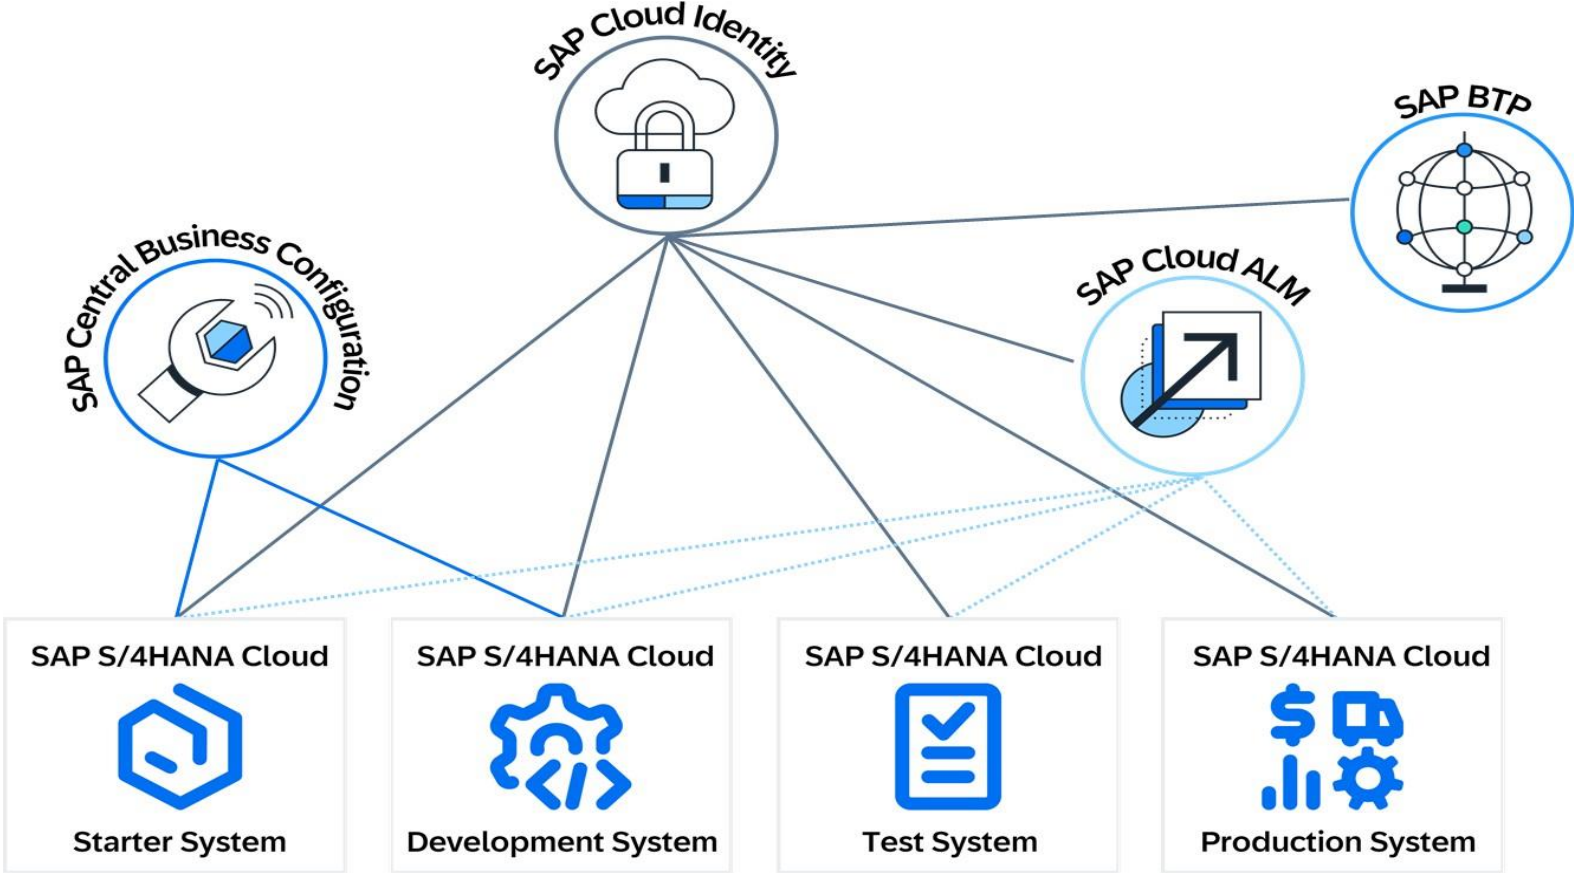 SAP Cloud Identity
SAP BTP
SAP Central Business Configuration
SAP Cloud ALM
SAP S/4HANA Cloud
Starter System
SAP S/4HANA Cloud
Development System
SAP S/4HANA Cloud
Test System
SAP S/4HANA Cloud
Production System